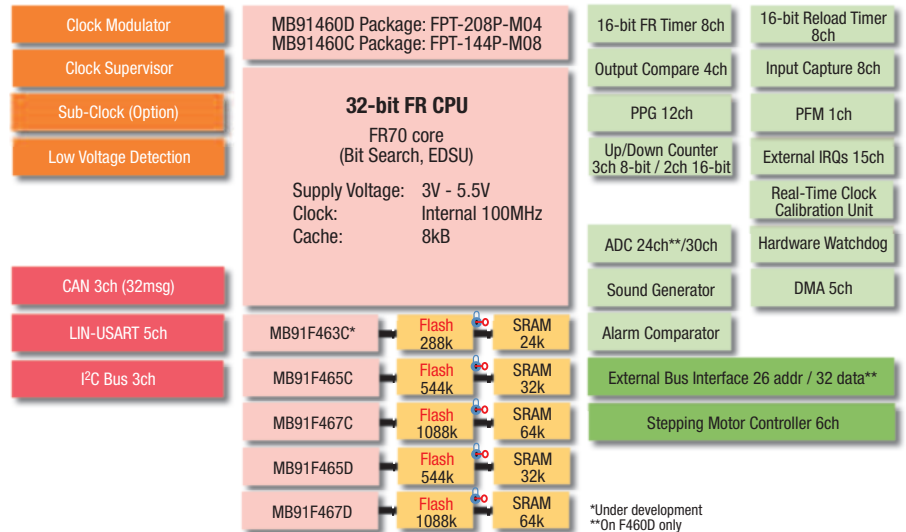 Clock Modulator
Clock Supervisor
Sub-Clock (Option)
Low Voltage Detection
CAN 3ch (32msg)
LIN-USART 5ch
I²C Bus 3ch
MB91460D Package: FPT-208P-M04
MB91460C Package: FPT-144P-M08
32-bit FR CPU
FR70 core
(Bit Search, EDSU)
Supply Voltage: 3V - 5.5V
Clock: Internal 100MHz
Cache: 8kB
MB91F463C*
Flash
288k
SRAM
24k
MB91F465C
Flash
544k
SRAM
32k
MB91F467C
Flash
1088k
SRAM
64k
MB91F465D
Flash
544k
SRAM
32k
MB91F467D
Flash
1088k
SRAM
64k
16-bit FR Timer 8ch
16-bit Reload Timer
8ch
Output Compare 4ch
Input Capture 8ch
PPG 12ch
PFM 1ch
Up/Down Counter
3ch 8-bit / 2ch 16-bit
External IRQs 15ch
Real-Time Clock
Calibration Unit
ADC 24ch**/30ch
Hardware Watchdog
Sound Generator
DMA 5ch
Alarm Comparator
External Bus Interface 26 addr / 32 data**
Stepping Motor Controller 6ch
*Under development
**On F460D only